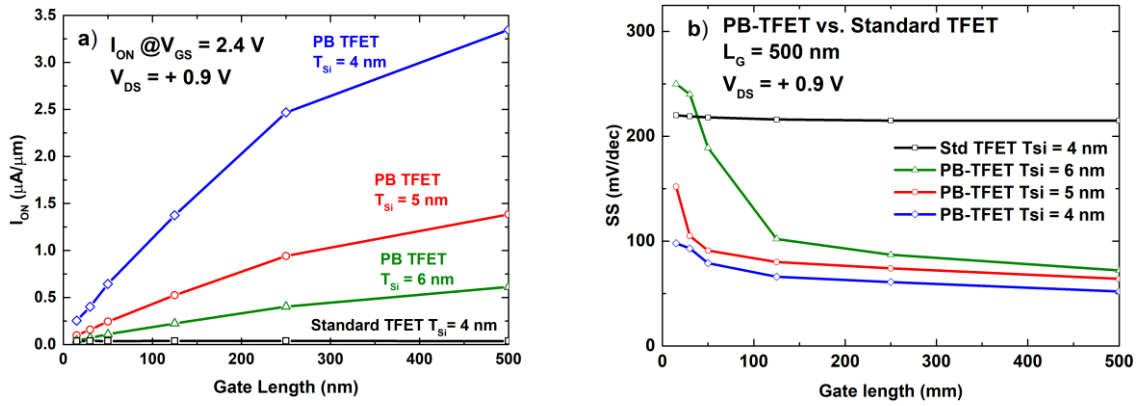 a)
I_ON @V_GS = 2.4 V
V_DS = + 0.9 V
PB TFET
T_Si = 4 nm
PB TFET
T_Si = 5 nm
PB TFET
T_Si = 6 nm
Standard TFET T_Si = 4 nm
I_ON (μA/μm)
3.5
3.0
2.5
2.0
1.5
1.0
0.5
0.0
0 100 200 300 400 500
Gate Length (nm)
b)
PB-TFET vs. Standard TFET
L_G = 500 nm
V_DS = + 0.9 V
Std TFET Tsi = 4 nm
PB-TFET Tsi = 6 nm
PB-TFET Tsi = 5 nm
PB-TFET Tsi = 4 nm
SS (mV/dec)
300
200
100
0
0 100 200 300 400 500
Gate length (mm)